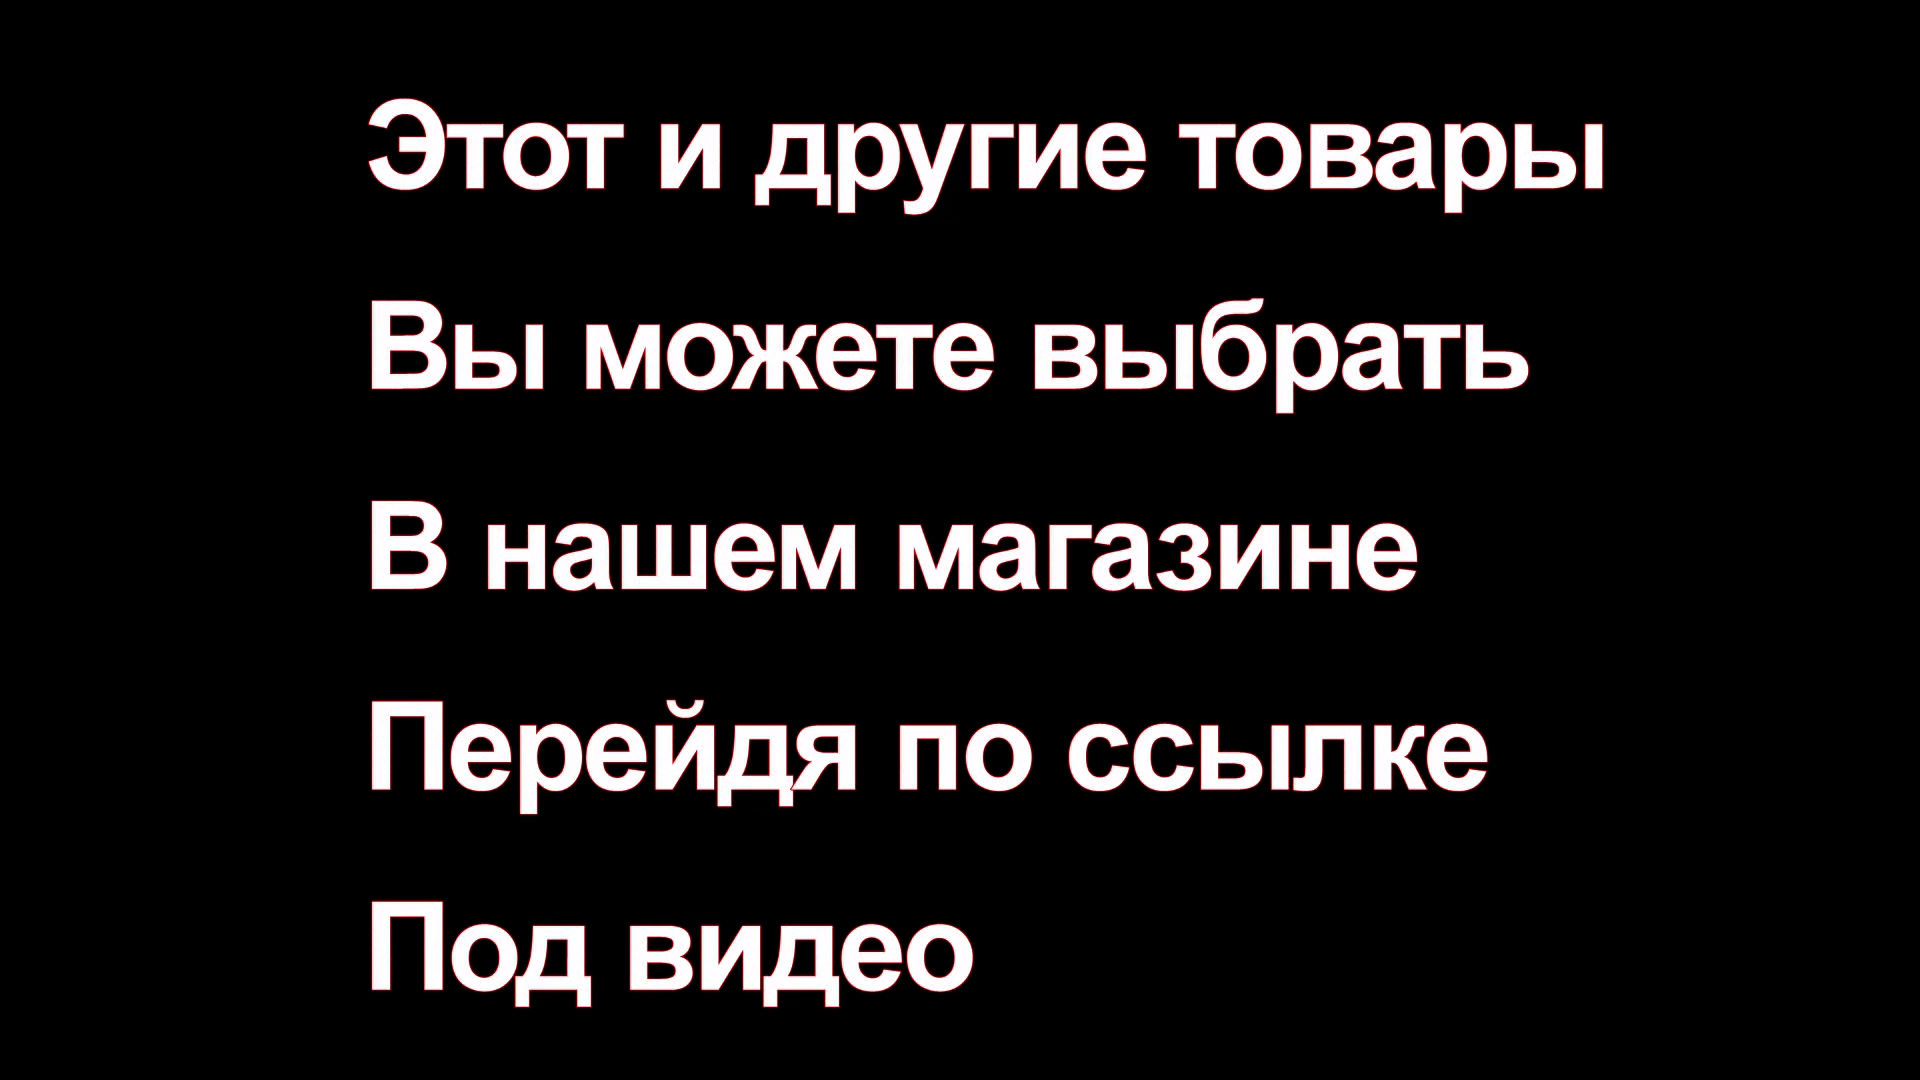 Этот и другие товары
Вы можете выбрать
В нашем магазине
Перейдя по ссылке
Под видео